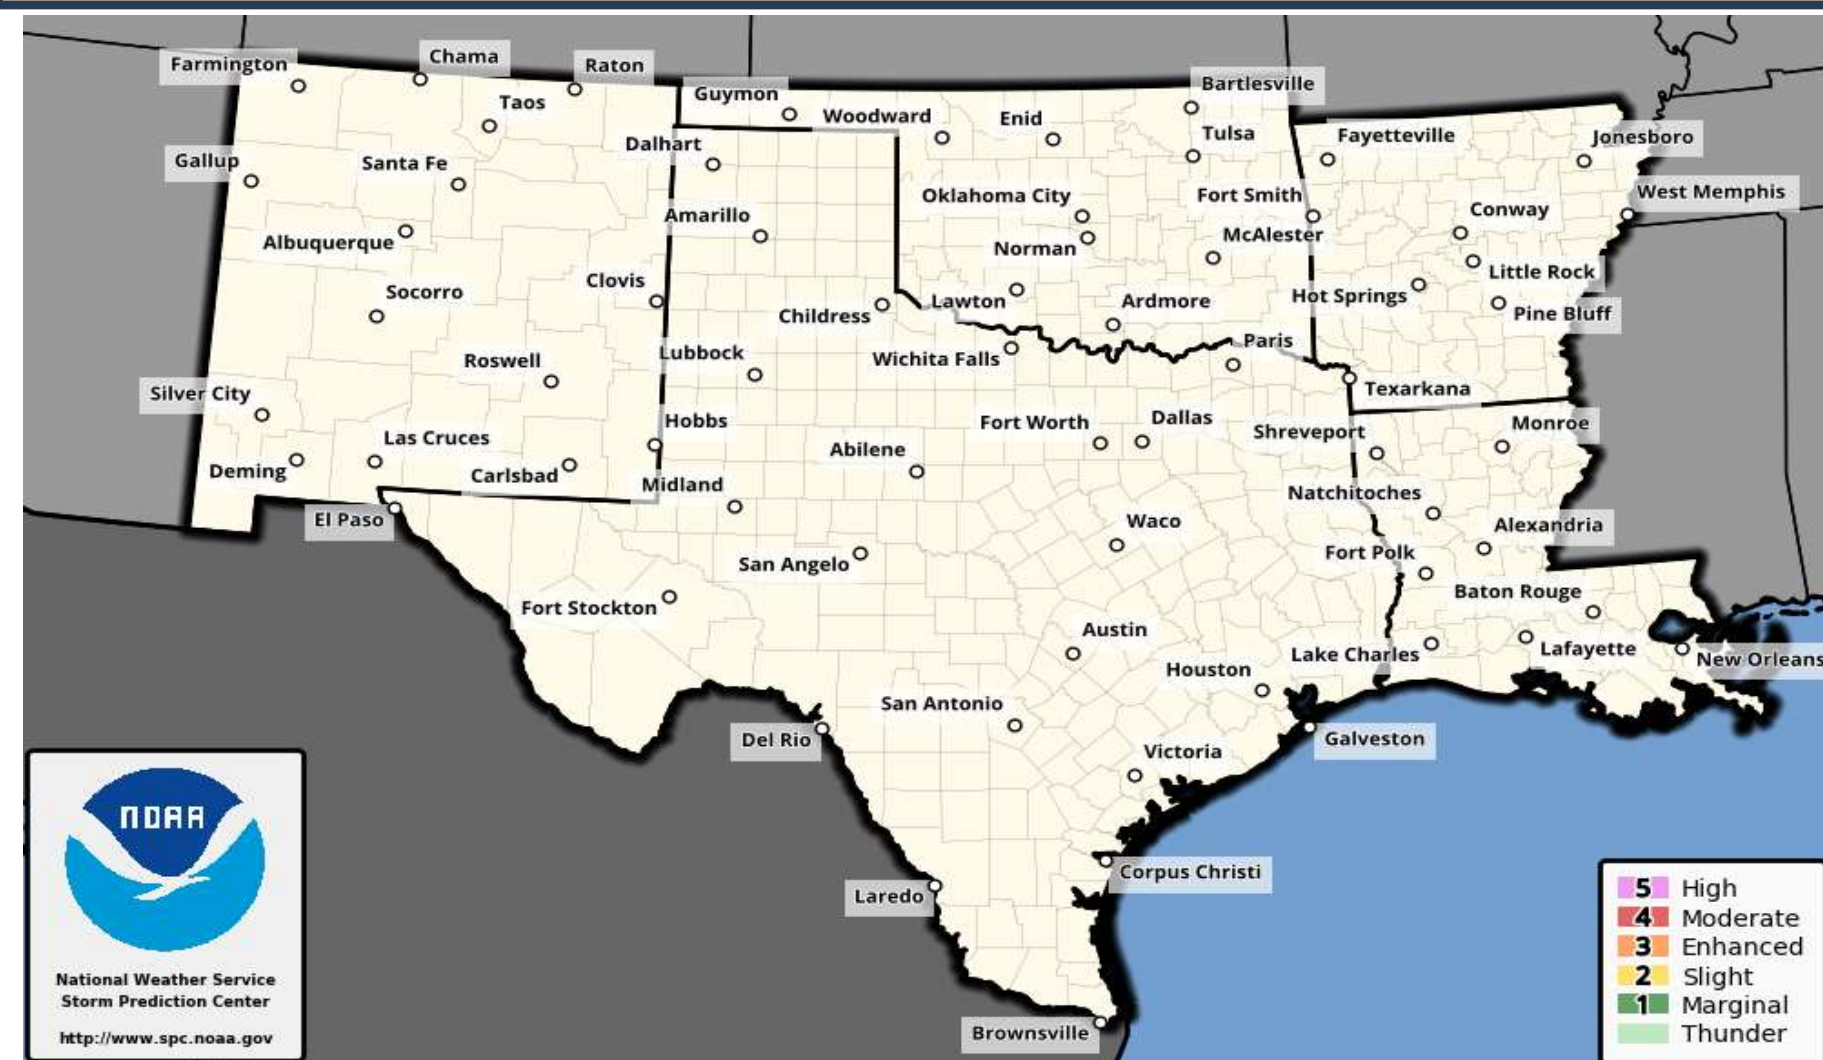 Farmington
Chama
Raton
Taos
Guymon
Woodward
Enid
Bartlesville
Tulsa
Fayetteville
Jonesboro
Gallup
Santa Fe
Dalhart
Oklahoma City
Fort Smith
Conway
West Memphis
Albuquerque
Amarillo
Norman
McAlester
Little Rock
Socorro
Clovis
Childress
Lawton
Ardmore
Hot Springs
Pine Bluff
Roswell
Lubbock
Wichita Falls
Paris
Texarkana
Silver City
Hobbs
Fort Worth
Dallas
Shreveport
Monroe
Las Cruces
Deming
Carlsbad
Midland
Abilene
Natchitoches
El Paso
Waco
Alexandria
San Angelo
Fort Polk
Fort Stockton
Baton Rouge
Austin
Houston
Lake Charles
Lafayette
New Orleans
San Antonio
Del Rio
Victoria
Galveston
Laredo
Corpus Christi
Brownsville
NOAA
National Weather Service
Storm Prediction Center
http://www.spc.noaa.gov
5 High
4 Moderate
3 Enhanced
2 Slight
1 Marginal
Thunder